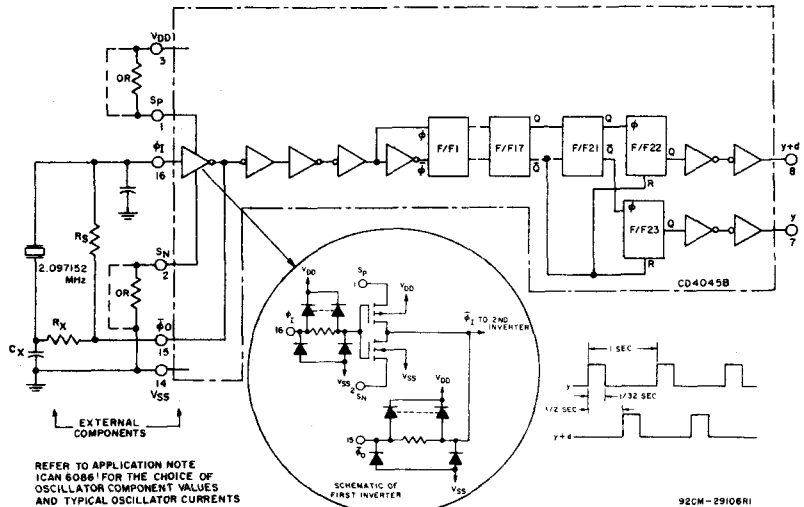 VDD
3
OR
SP
1
φI
16
RS
SN
2
2.097152
MHz
OR
RX
φ̅O
15
CX
14
VSS
EXTERNAL
COMPONENTS
REFER TO APPLICATION NOTE
ICAN 6086¹ FOR THE CHOICE OF
OSCILLATOR COMPONENT VALUES
AND TYPICAL OSCILLATOR CURRENTS
φ
φ̅
F/F1
F/F17
Q
Q̅
F/F21
Q
Q̅
φ
F/F22
Q
R
y+d
8
φ
F/F23
Q
R
y
7
CD4045B
VDD
SP
1
VDD
φI
16
φ̅I TO 2ND
INVERTER
VSS
VSS
2 SN
VDD
15
φ̅O
VSS
SCHEMATIC OF
FIRST INVERTER
1 SEC
y
1/32 SEC
1/2 SEC
y+d
92CM-29106RI